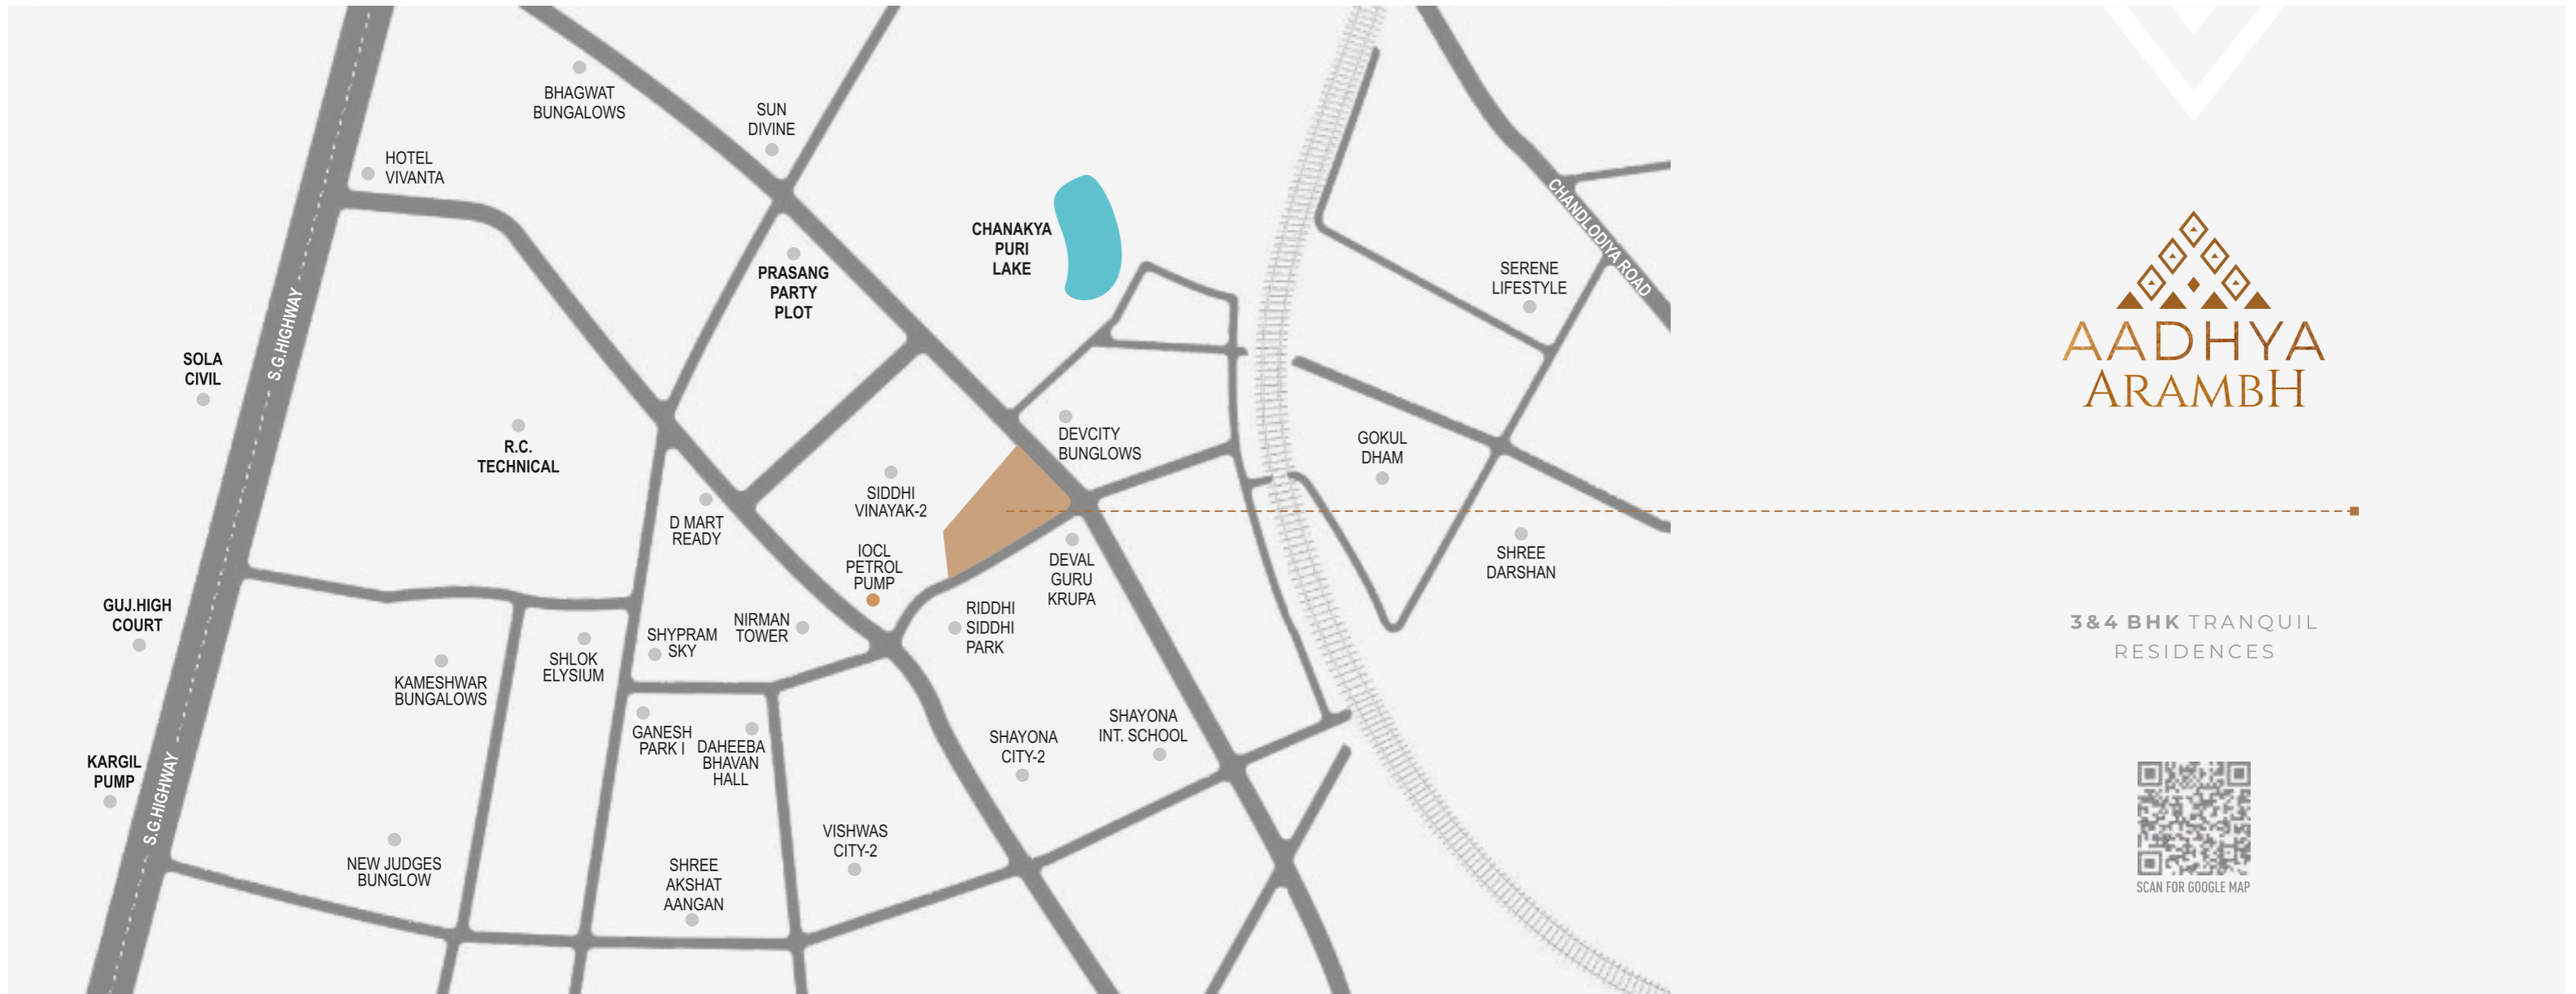 BHAGWAT
BUNGALOWS
SUN
DIVINE
HOTEL
VIVANTA
CHANAKYA
PURI
LAKE
CHANDLODIYA ROAD
PRASANG
PARTY
PLOT
SERENE
LIFESTYLE
S.G.HIGHWAY
SOLA
CIVIL
R.C.
TECHNICAL
DEVCITY
BUNGLOWS
GOKUL
DHAM
SIDDHI
VINAYAK-2
D MART
READY
IOCL
PETROL
PUMP
DEVAL
GURU
KRUPA
SHREE
DARSHAN
GUJ.HIGH
COURT
SHYPRAM
SKY
NIRMAN
TOWER
RIDDHI
SIDDHI
PARK
SHLOK
ELYSIUM
KAMESHWAR
BUNGALOWS
GANESH
PARK I
DAHEEBA
BHAVAN
HALL
SHAYONA
CITY-2
SHAYONA
INT. SCHOOL
KARGIL
PUMP
S.G.HIGHWAY
NEW JUDGES
BUNGLOW
SHREE
AKSHAT
AANGAN
VISHWAS
CITY-2
AADHYA
ARAMBH
3&4 BHK TRANQUIL
RESIDENCES
SCAN FOR GOOGLE MAP